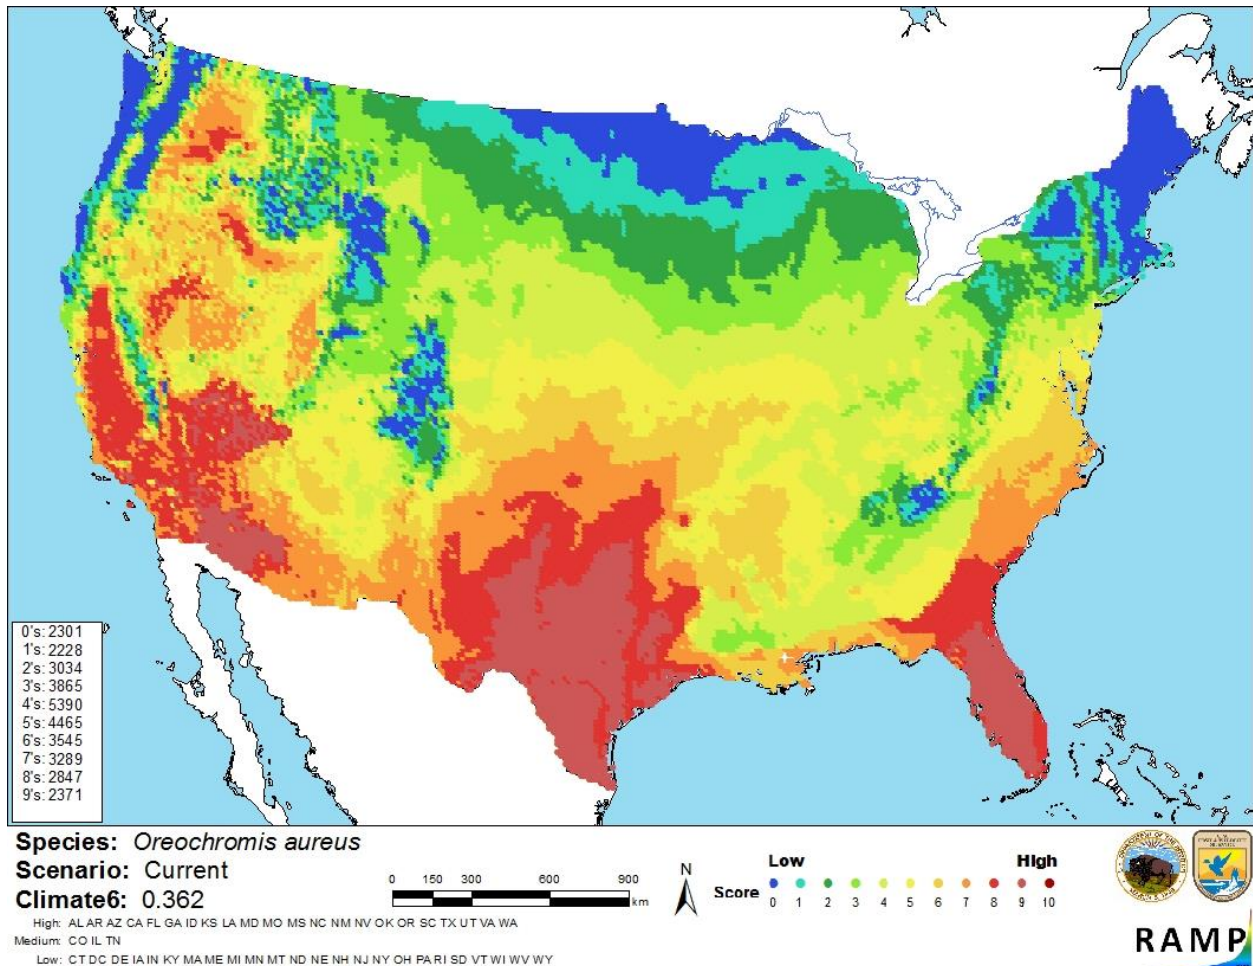 0's: 2301
1's: 2228
2's: 3034
3's: 3865
4's: 5390
5's: 4465
6's: 3545
7's: 3289
8's: 2847
9's: 2371
Species: Oreochromis aureus
Scenario: Current
Climate6: 0.362
High: AL AR AZ CA FL GA ID KS LA MD MO MS NC NM NV OK OR SC TX UT VA WA
Medium: CO IL TN
Low: CT DC DE IA IN KY MA ME MI MN MT ND NE NH NJ NY OH PA RI SD VT WI WV WY
0 150 300 600 900
km
N
Low High
Score
0 1 2 3 4 5 6 7 8 9 10
RAMP